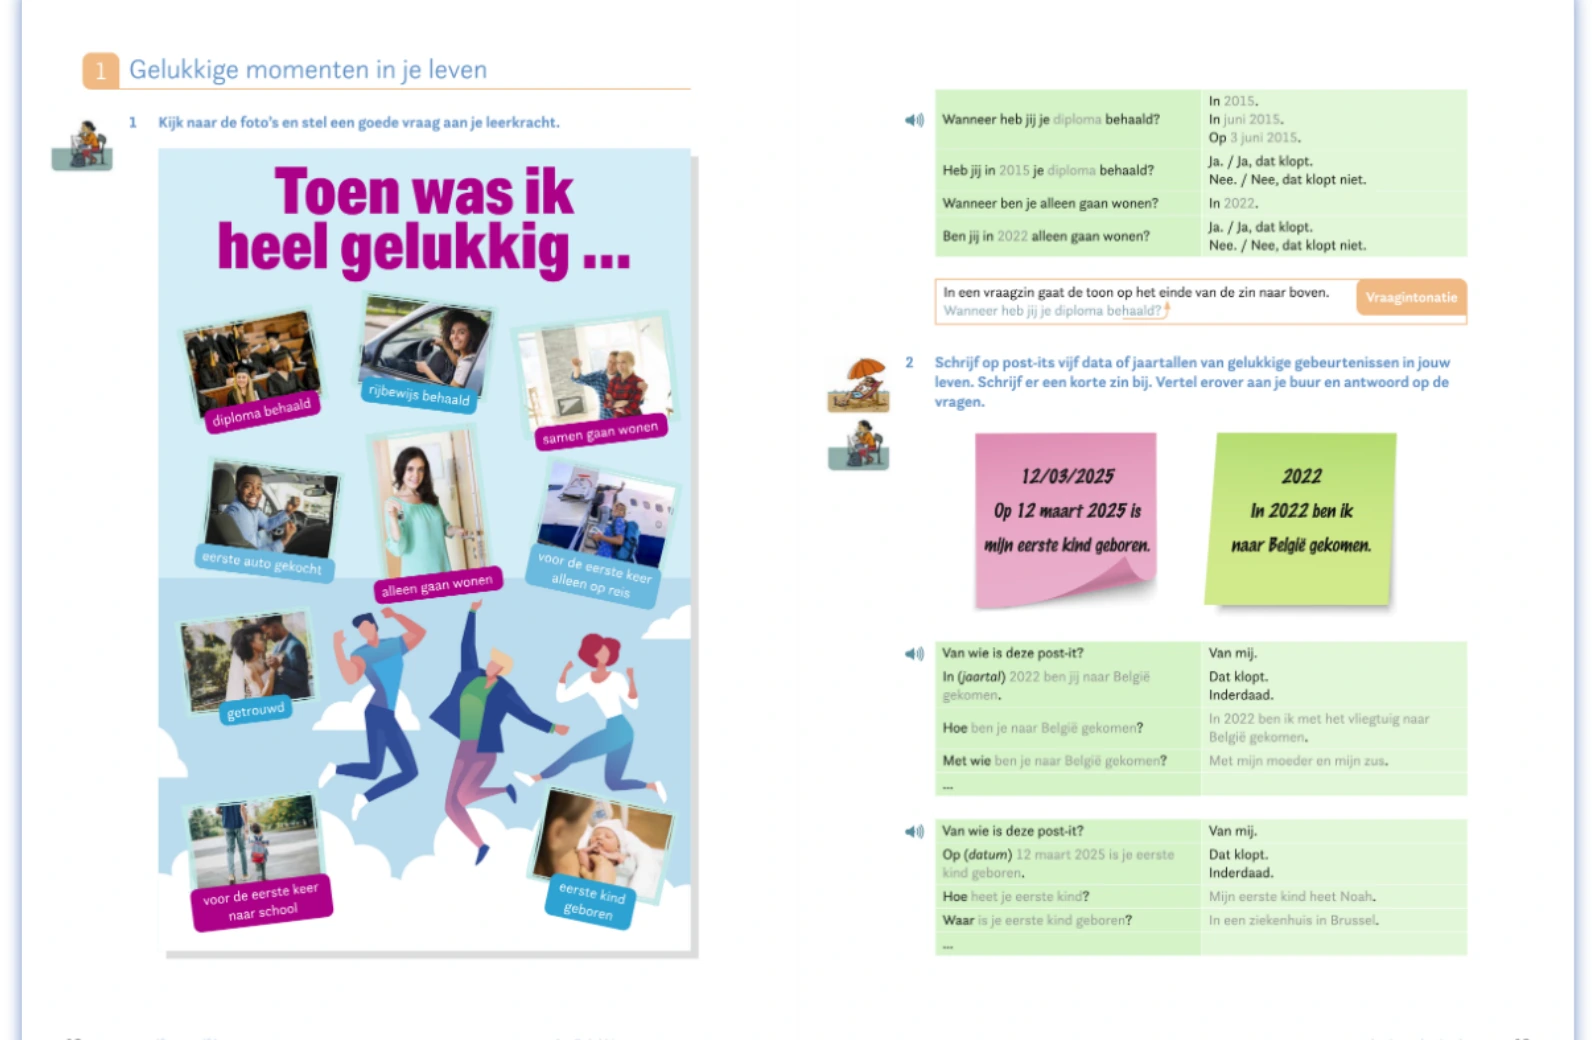 1 Gelukkige momenten in je leven
1 Kijk naar de foto's en stel een goede vraag aan je leerkracht.
Toen was ik
heel gelukkig ...
diploma behaald
rijbewijs behaald
samen gaan wonen
eerste auto gekocht
alleen gaan wonen
voor de eerste keer
alleen op reis
getrouwd
voor de eerste keer
naar school
eerste kind
geboren
Wanneer heb jij je diploma behaald?
In 2015.
In juni 2015.
Op 3 juni 2015.
Heb jij in 2015 je diploma behaald?
Ja. / Ja, dat klopt.
Nee. / Nee, dat klopt niet.
Wanneer ben je alleen gaan wonen?
In 2022.
Ben jij in 2022 alleen gaan wonen?
Ja. / Ja, dat klopt.
Nee. / Nee, dat klopt niet.
In een vraagzin gaat de toon op het einde van de zin naar boven.
Wanneer heb jij je diploma behaald?
Vraagintonatie
2 Schrijf op post-its vijf data of jaartallen van gelukkige gebeurtenissen in jouw
leven. Schrijf er een korte zin bij. Vertel erover aan je buur en antwoord op de
vragen.
12/03/2025
Op 12 maart 2025 is
mijn eerste kind geboren.
2022
In 2022 ben ik
naar België gekomen.
Van wie is deze post-it?
Van mij.
In (jaartal) 2022 ben jij naar België
gekomen.
Dat klopt.
Inderdaad.
Hoe ben je naar België gekomen?
In 2022 ben ik met het vliegtuig naar
België gekomen.
Met wie ben je naar België gekomen?
Met mijn moeder en mijn zus.
...
Van wie is deze post-it?
Van mij.
Op (datum) 12 maart 2025 is je eerste
kind geboren.
Dat klopt.
Inderdaad.
Hoe heet je eerste kind?
Mijn eerste kind heet Noah.
Waar is je eerste kind geboren?
In een ziekenhuis in Brussel.
...